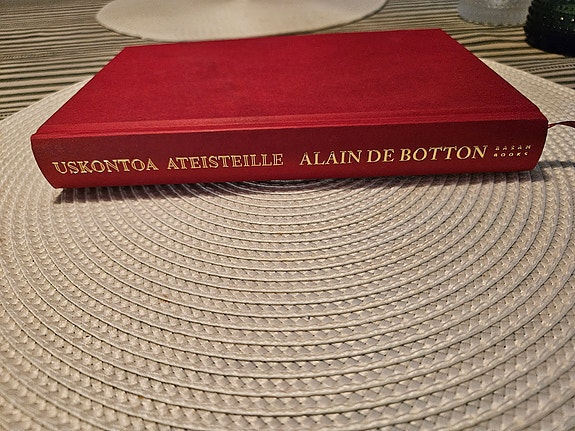 USKONTOA ATEISTEILLE ALAIN DE BOTTON BASAM BOOKS